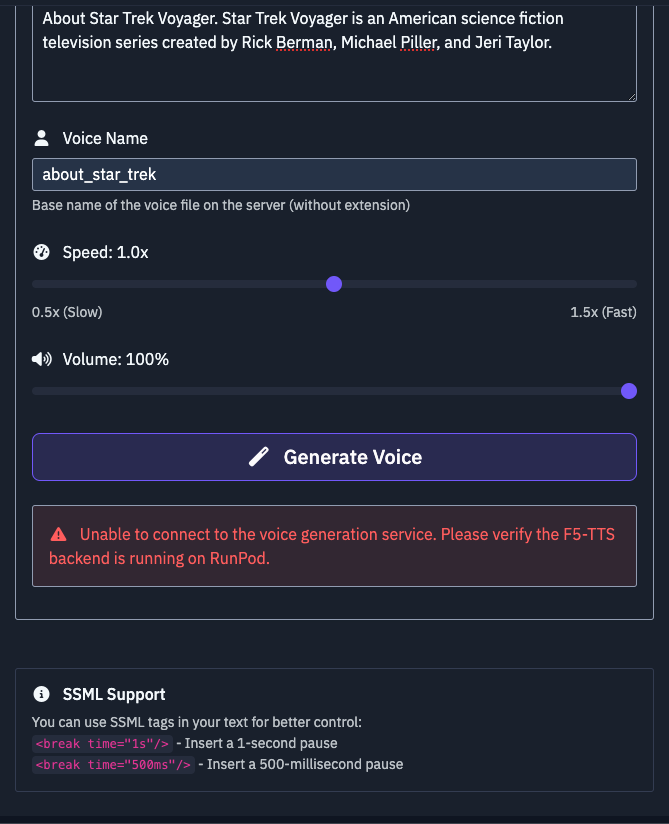 About Star Trek Voyager. Star Trek Voyager is an American science fiction
television series created by Rick Berman, Michael Piller, and Jeri Taylor.
Voice Name
about_star_trek
Base name of the voice file on the server (without extension)
Speed: 1.0x
0.5x (Slow) 1.5x (Fast)
Volume: 100%
Generate Voice
Unable to connect to the voice generation service. Please verify the F5-TTS
backend is running on RunPod.
SSML Support
You can use SSML tags in your text for better control:
<break time="1s"/> - Insert a 1-second pause
<break time="500ms"/> - Insert a 500-millisecond pause